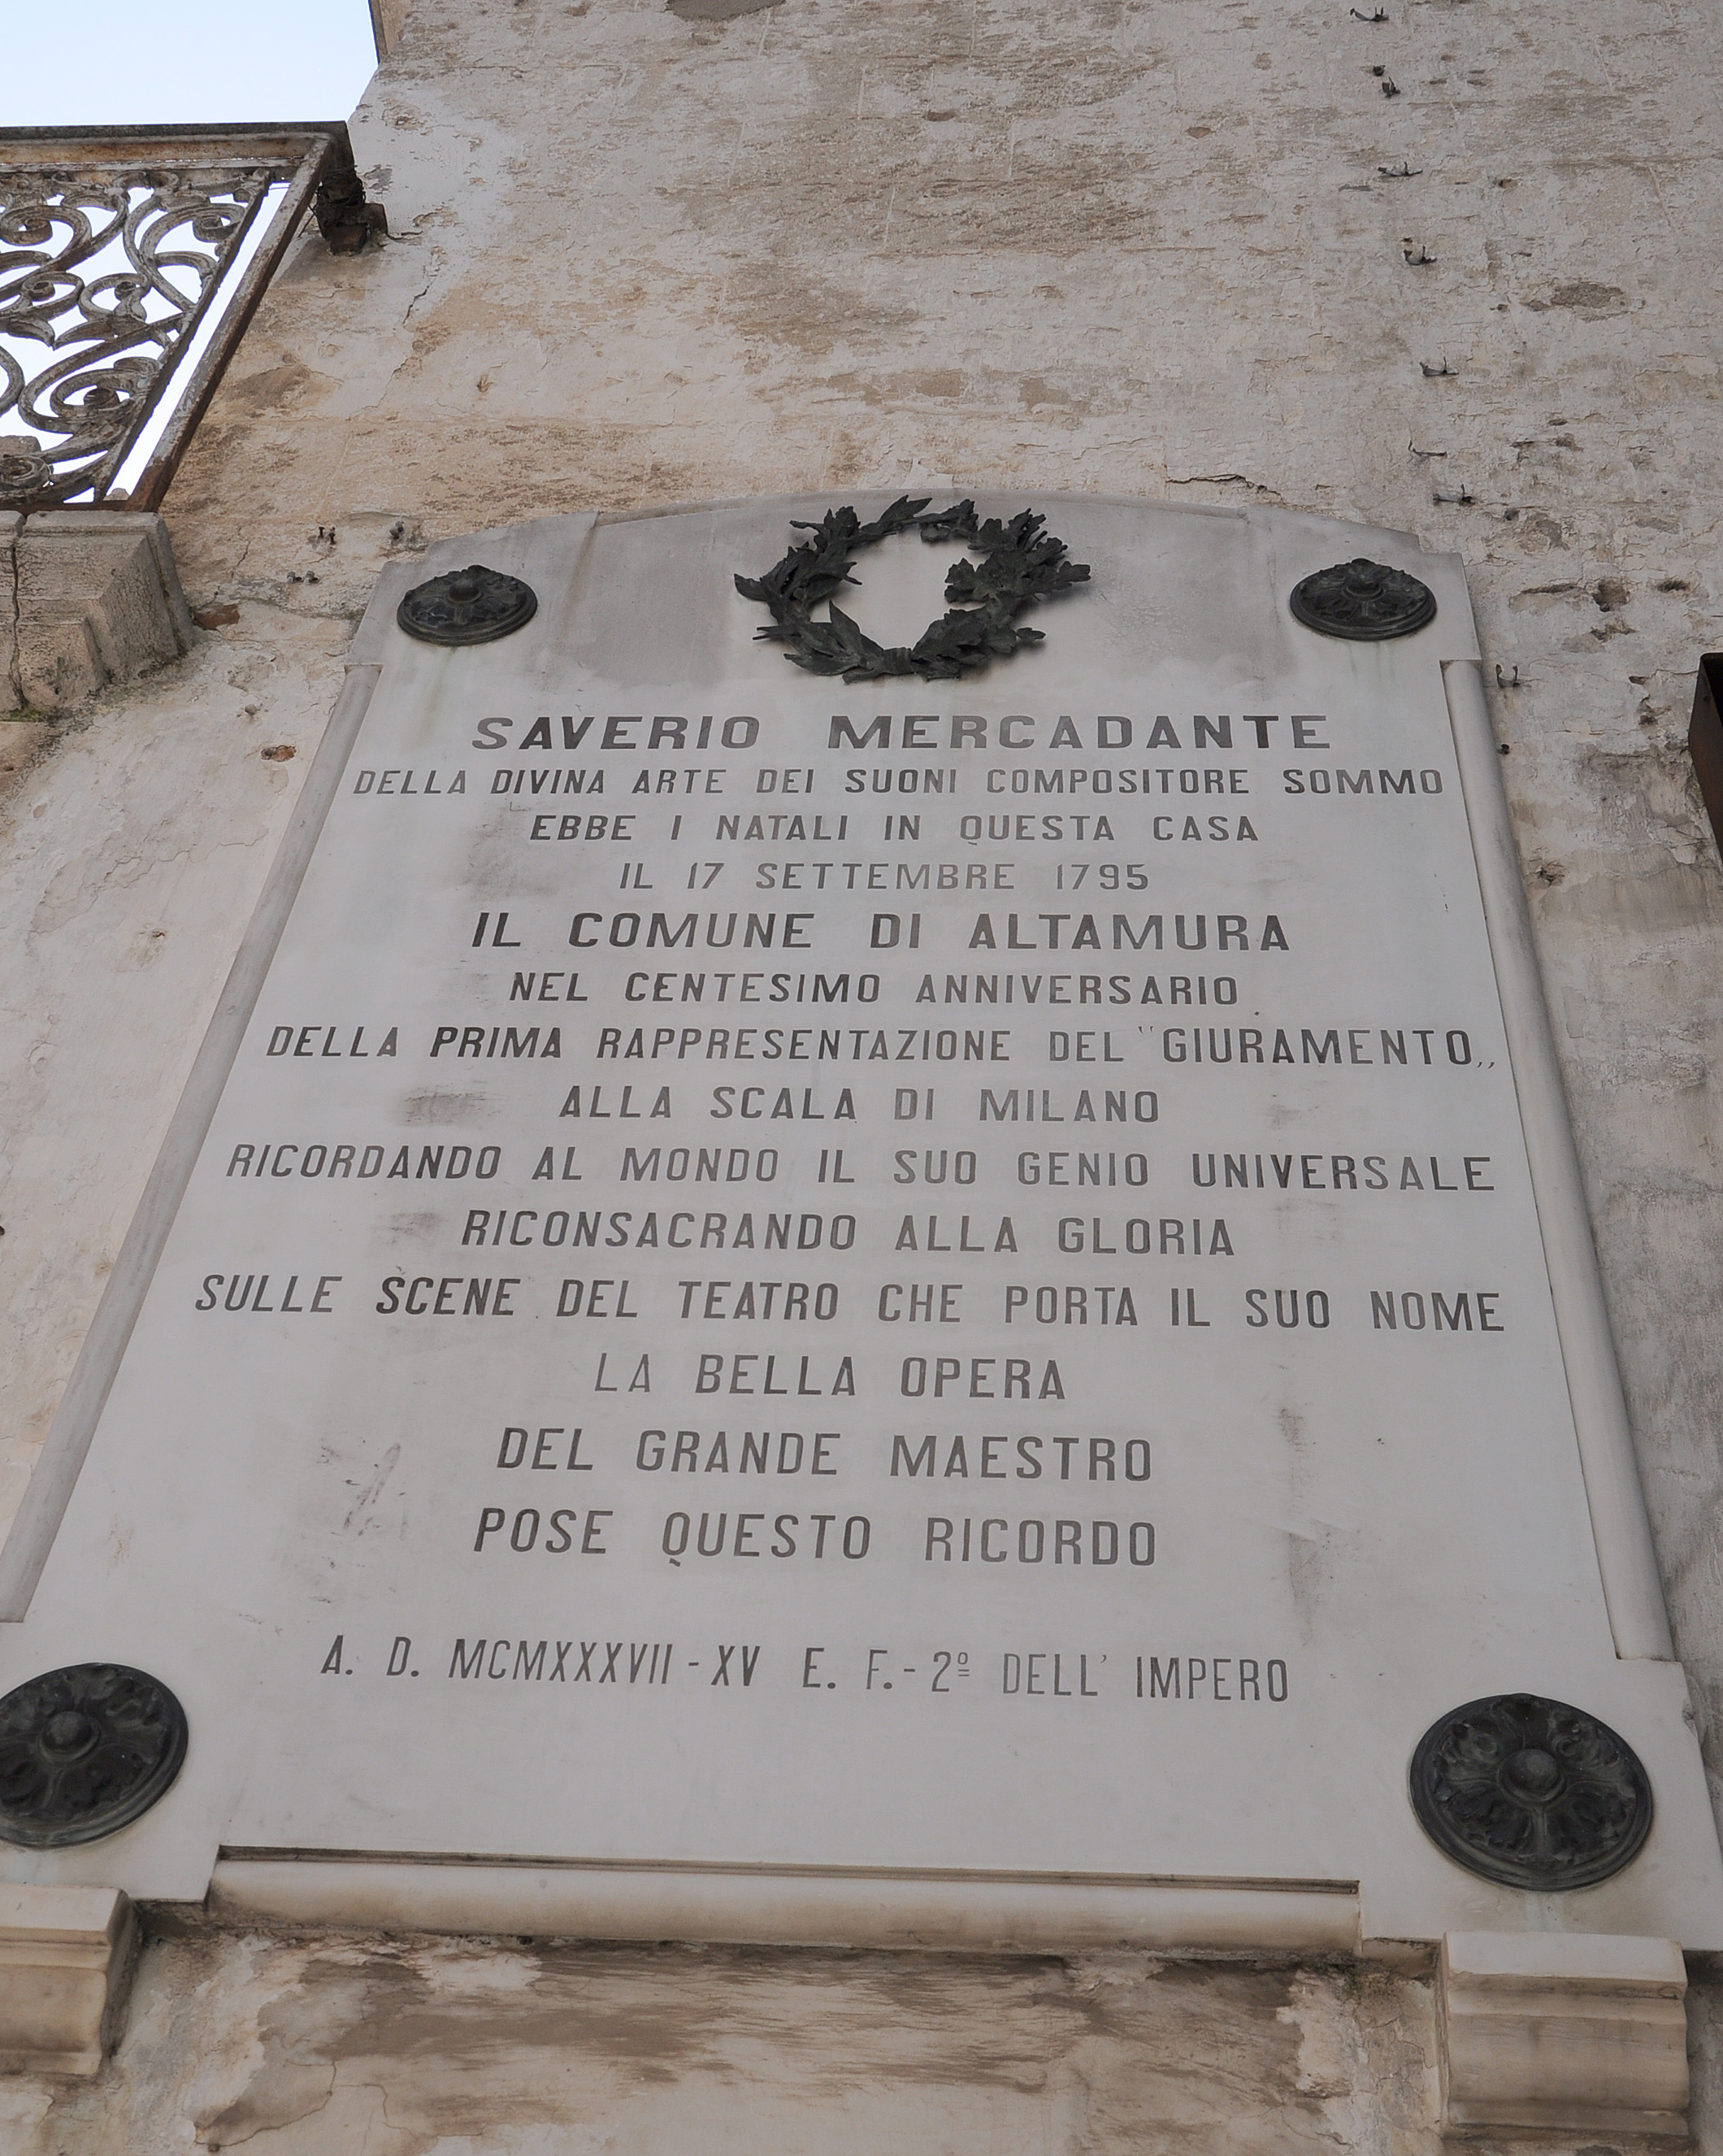 SAVERIO MERCADANTE
DELLA DIVINA ARTE DEI SUONI COMPOSITORE SOMMO
EBBE I NATALI IN QUESTA CASA
IL 17 SETTEMBRE 1795
IL COMUNE DI ALTAMURA
NEL CENTESIMO ANNIVERSARIO
DELLA PRIMA RAPPRESENTAZIONE DEL "GIURAMENTO„
ALLA SCALA DI MILANO
RICORDANDO AL MONDO IL SUO GENIO UNIVERSALE
RICONSACRANDO ALLA GLORIA
SULLE SCENE DEL TEATRO CHE PORTA IL SUO NOME
LA BELLA OPERA
DEL GRANDE MAESTRO
POSE QUESTO RICORDO
A. D. MCMXXXVII - XV E. F. - 2º DELL' IMPERO